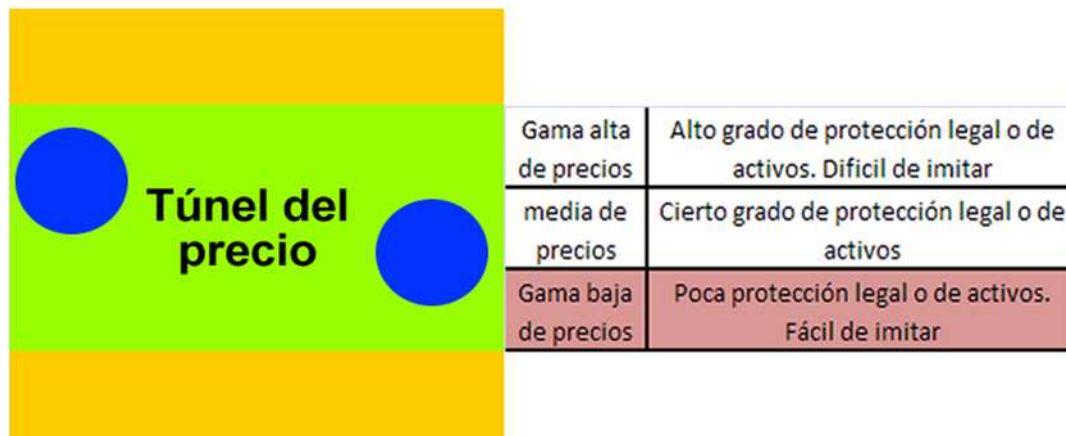 Túnel del
precio
Gama alta
de precios
Alto grado de protección legal o de
activos. Dificil de imitar
media de
precios
Cierto grado de protección legal o de
activos
Gama baja
de precios
Poca protección legal o de activos.
Fácil de imitar